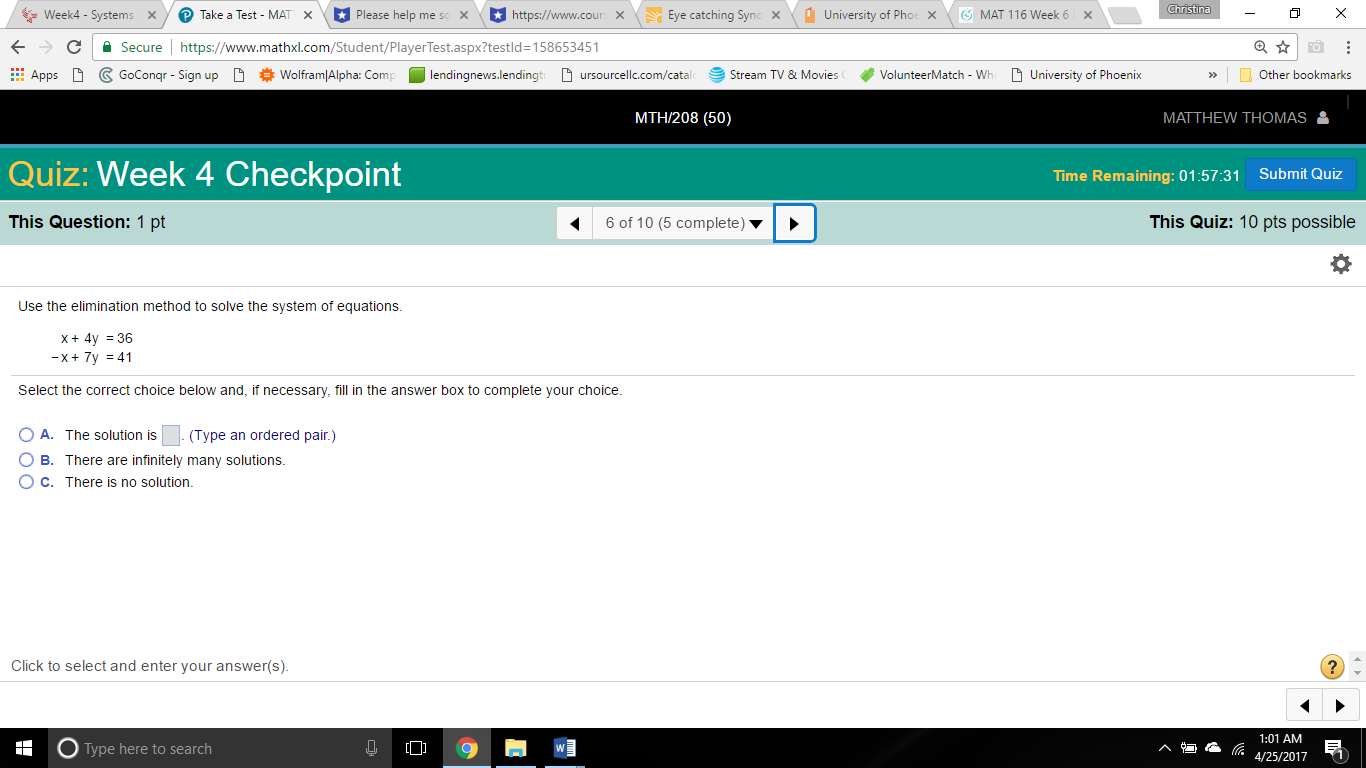 Week4 - Systems
Take a Test - MAT
Please help me so
https://www.cours
Eye catching Sync
University of Phoe
MAT 116 Week 6
Christina
Secure
https://www.mathxl.com/Student/PlayerTest.aspx?testId=158653451
Apps
GoConqr - Sign up
Wolfram|Alpha: Comp
lendingnews.lendingt
ursourcellc.com/catal
Stream TV & Movies
VolunteerMatch - Wh
University of Phoenix
»
Other bookmarks
MTH/208 (50)
MATTHEW THOMAS
Quiz: Week 4 Checkpoint
Time Remaining: 01:57:31
Submit Quiz
This Question: 1 pt
6 of 10 (5 complete)
This Quiz: 10 pts possible
Use the elimination method to solve the system of equations.
x + 4y = 36
−x + 7y = 41
Select the correct choice below and, if necessary, fill in the answer box to complete your choice.
A. The solution is . (Type an ordered pair.)
B. There are infinitely many solutions.
C. There is no solution.
Click to select and enter your answer(s).
?
Type here to search
1:01 AM
4/25/2017
1